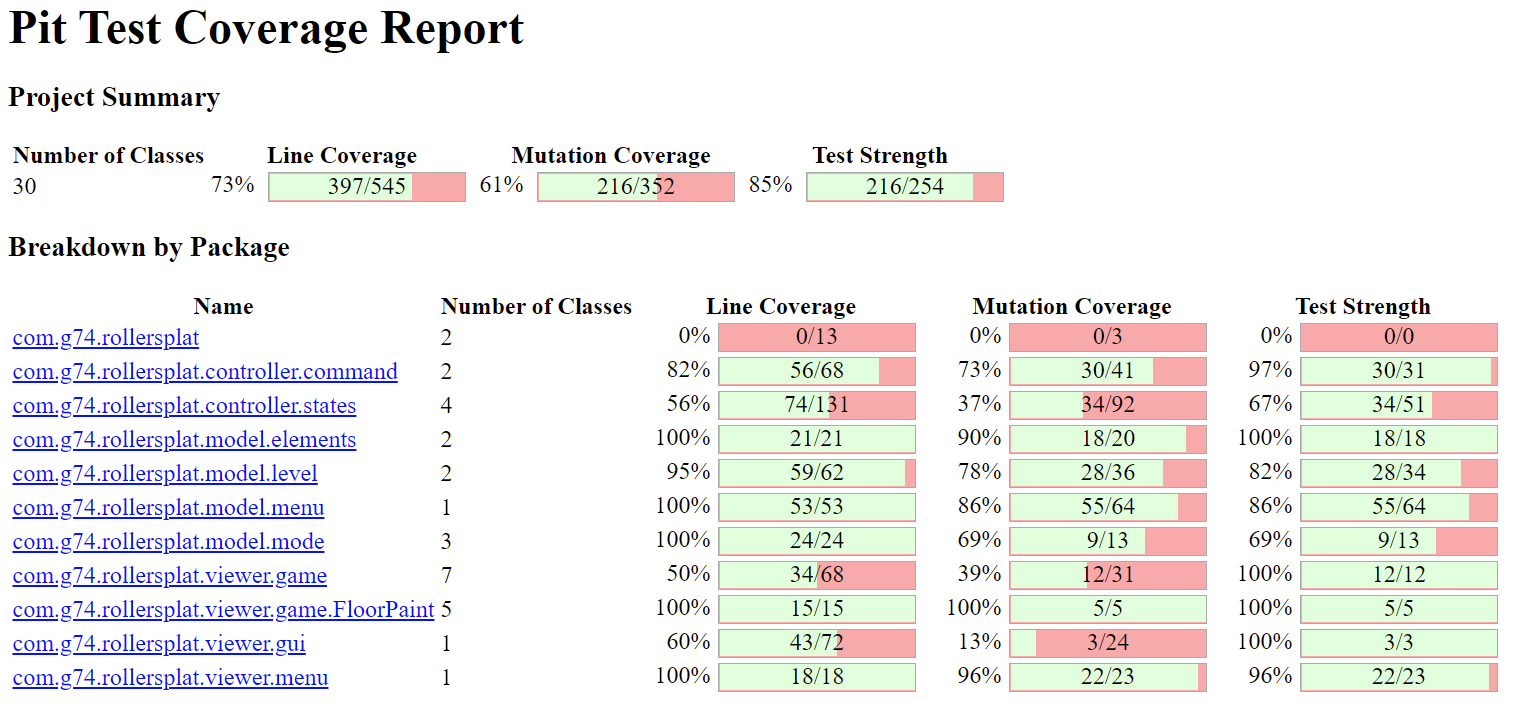 Pit Test Coverage Report
Project Summary
Number of Classes Line Coverage Mutation Coverage Test Strength
30 73% 397/545 61% 216/352 85% 216/254
Breakdown by Package
Name Number of Classes Line Coverage Mutation Coverage Test Strength
com.g74.rollersplat 2 0% 0/13 0% 0/3 0% 0/0
com.g74.rollersplat.controller.command 2 82% 56/68 73% 30/41 97% 30/31
com.g74.rollersplat.controller.states 4 56% 74/131 37% 34/92 67% 34/51
com.g74.rollersplat.model.elements 2 100% 21/21 90% 18/20 100% 18/18
com.g74.rollersplat.model.level 2 95% 59/62 78% 28/36 82% 28/34
com.g74.rollersplat.model.menu 1 100% 53/53 86% 55/64 86% 55/64
com.g74.rollersplat.model.mode 3 100% 24/24 69% 9/13 69% 9/13
com.g74.rollersplat.viewer.game 7 50% 34/68 39% 12/31 100% 12/12
com.g74.rollersplat.viewer.game.FloorPaint 5 100% 15/15 100% 5/5 100% 5/5
com.g74.rollersplat.viewer.gui 1 60% 43/72 13% 3/24 100% 3/3
com.g74.rollersplat.viewer.menu 1 100% 18/18 96% 22/23 96% 22/23